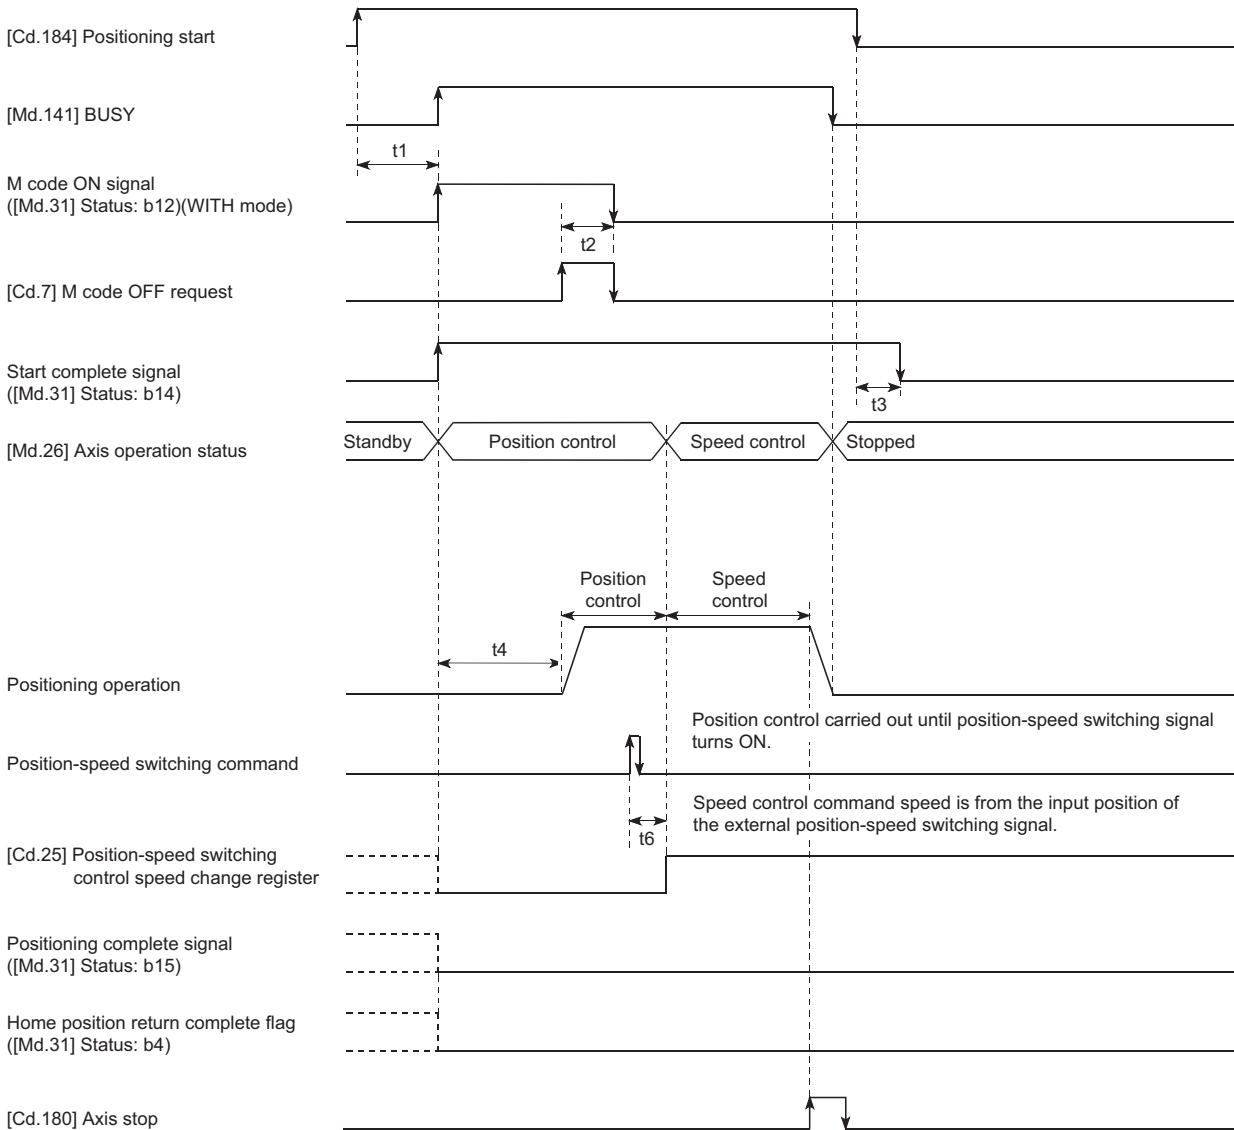 [Cd.184] Positioning start
[Md.141] BUSY
t1
M code ON signal
([Md.31] Status: b12)(WITH mode)
t2
[Cd.7] M code OFF request
Start complete signal
([Md.31] Status: b14)
t3
[Md.26] Axis operation status
Standby
Position control
Speed control
Stopped
Position
control
Speed
control
t4
Positioning operation
Position control carried out until position-speed switching signal
turns ON.
Position-speed switching command
Speed control command speed is from the input position of
the external position-speed switching signal.
t6
[Cd.25] Position-speed switching
control speed change register
Positioning complete signal
([Md.31] Status: b15)
Home position return complete flag
([Md.31] Status: b4)
[Cd.180] Axis stop